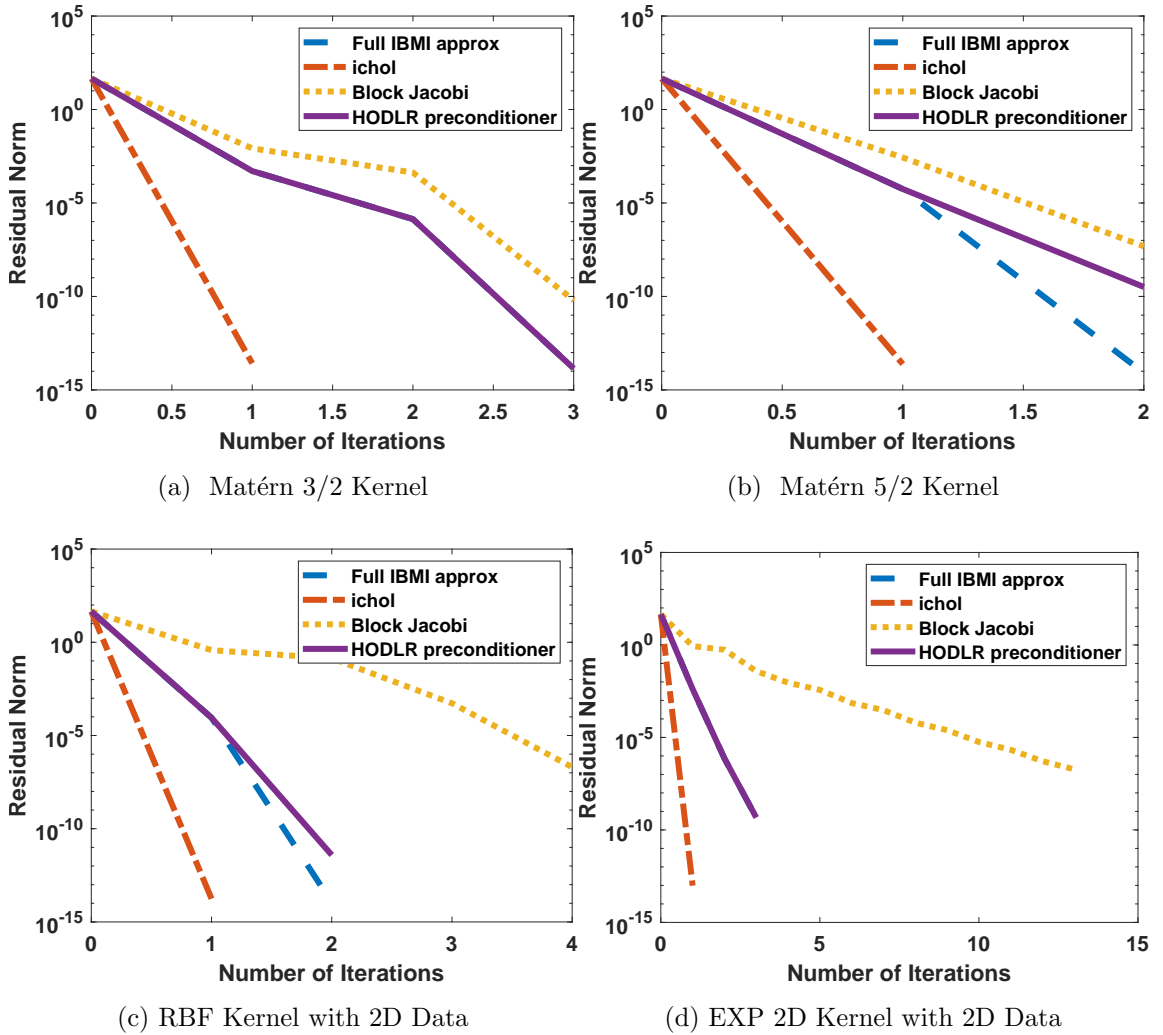 10^5
10^0
10^-5
10^-10
10^-15
Residual Norm
Full IBMI approx
ichol
Block Jacobi
HODLR preconditioner
0 0.5 1 1.5 2 2.5 3
Number of Iterations
(a) Matérn 3/2 Kernel
10^5
10^0
10^-5
10^-10
10^-15
Residual Norm
Full IBMI approx
ichol
Block Jacobi
HODLR preconditioner
0 0.5 1 1.5 2
Number of Iterations
(b) Matérn 5/2 Kernel
10^5
10^0
10^-5
10^-10
10^-15
Residual Norm
Full IBMI approx
ichol
Block Jacobi
HODLR preconditioner
0 1 2 3 4
Number of Iterations
(c) RBF Kernel with 2D Data
10^5
10^0
10^-5
10^-10
10^-15
Residual Norm
Full IBMI approx
ichol
Block Jacobi
HODLR preconditioner
0 5 10 15
Number of Iterations
(d) EXP 2D Kernel with 2D Data